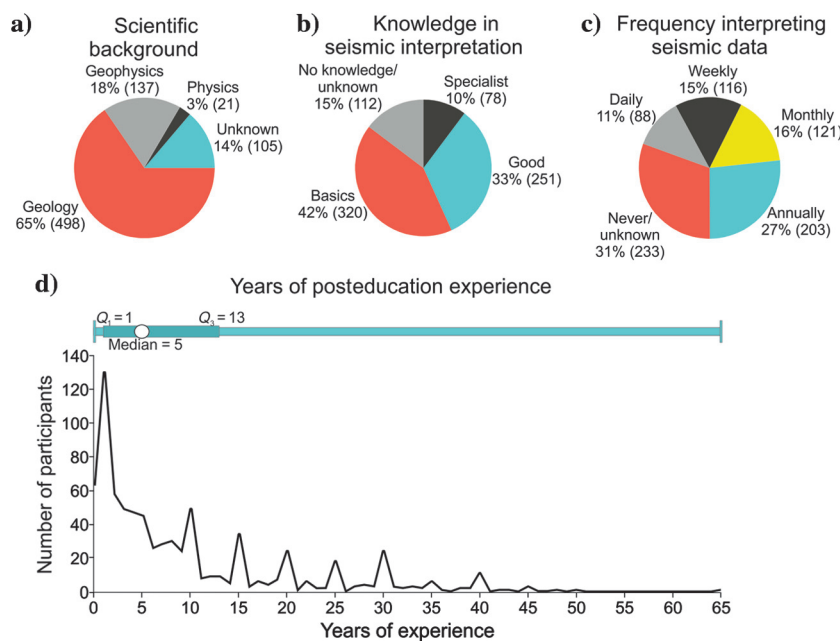 a) Scientific
background
Geophysics
18% (137)
Physics
3% (21)
Unknown
14% (105)
Geology
65% (498)
b) Knowledge in
seismic interpretation
No knowledge/
unknown
15% (112)
Specialist
10% (78)
Good
33% (251)
Basics
42% (320)
c) Frequency interpreting
seismic data
Weekly
15% (116)
Daily
11% (88)
Monthly
16% (121)
Never/
unknown
31% (233)
Annually
27% (203)
d) Years of posteducation experience
Q1 = 1
Q3 = 13
Median = 5
Number of participants
140
120
100
80
60
40
20
0
0 5 10 15 20 25 30 35 40 45 50 55 60 65
Years of experience